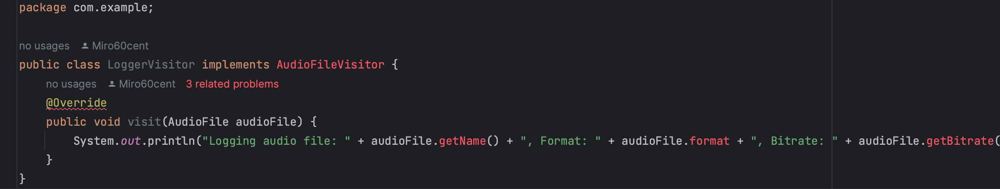 package com.example;
no usages Miro60cent
public class LoggerVisitor implements AudioFileVisitor {
no usages Miro60cent 3 related problems
@Override
public void visit(AudioFile audioFile) {
System.out.println("Logging audio file: " + audioFile.getName() + ", Format: " + audioFile.format + ", Bitrate: " + audioFile.getBitrate(
}
}